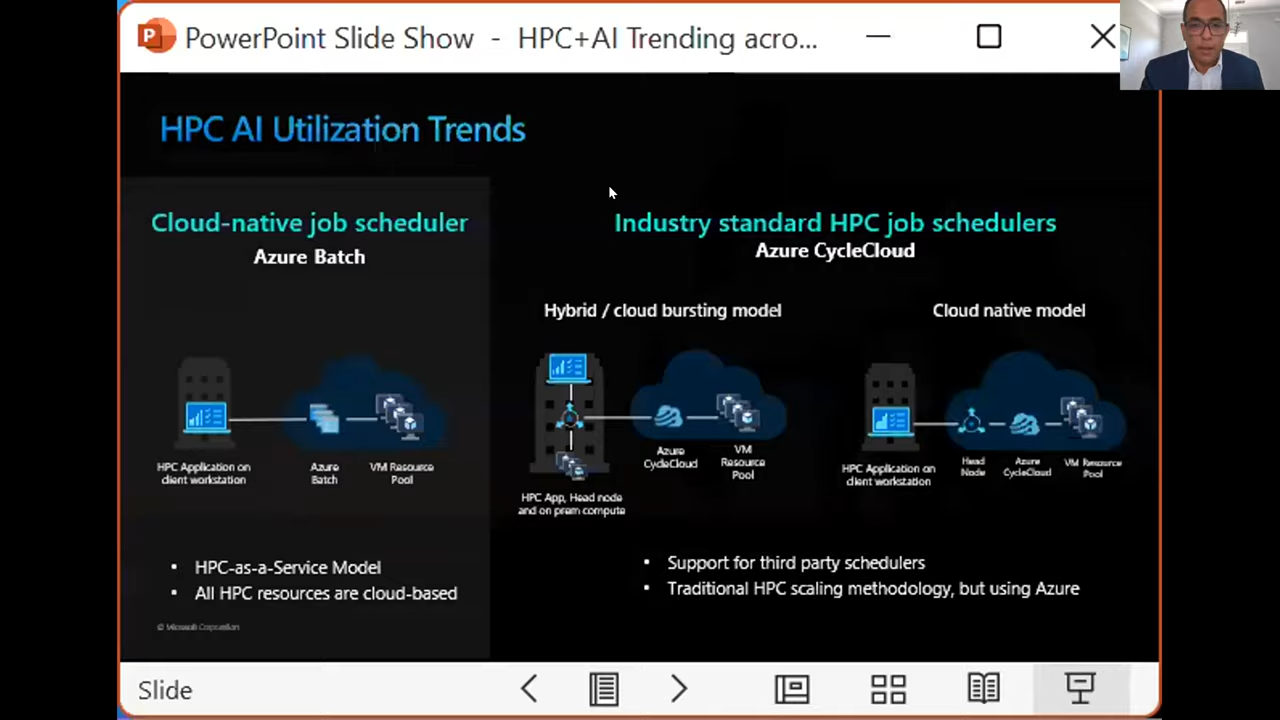 PowerPoint Slide Show - HPC+AI Trending acro...
HPC AI Utilization Trends
Cloud-native job scheduler
Azure Batch
HPC Application on
client workstation
Azure
Batch
VM Resource
Pool
HPC-as-a-Service Model
All HPC resources are cloud-based
© Microsoft Corporation
Industry standard HPC job schedulers
Azure CycleCloud
Hybrid / cloud bursting model
HPC App, Head node
and on prem compute
Azure
CycleCloud
VM
Resource
Pool
Cloud native model
HPC Application on
client workstation
Head
Node
Azure
CycleCloud
VM Resource
Pool
Support for third party schedulers
Traditional HPC scaling methodology, but using Azure
Slide